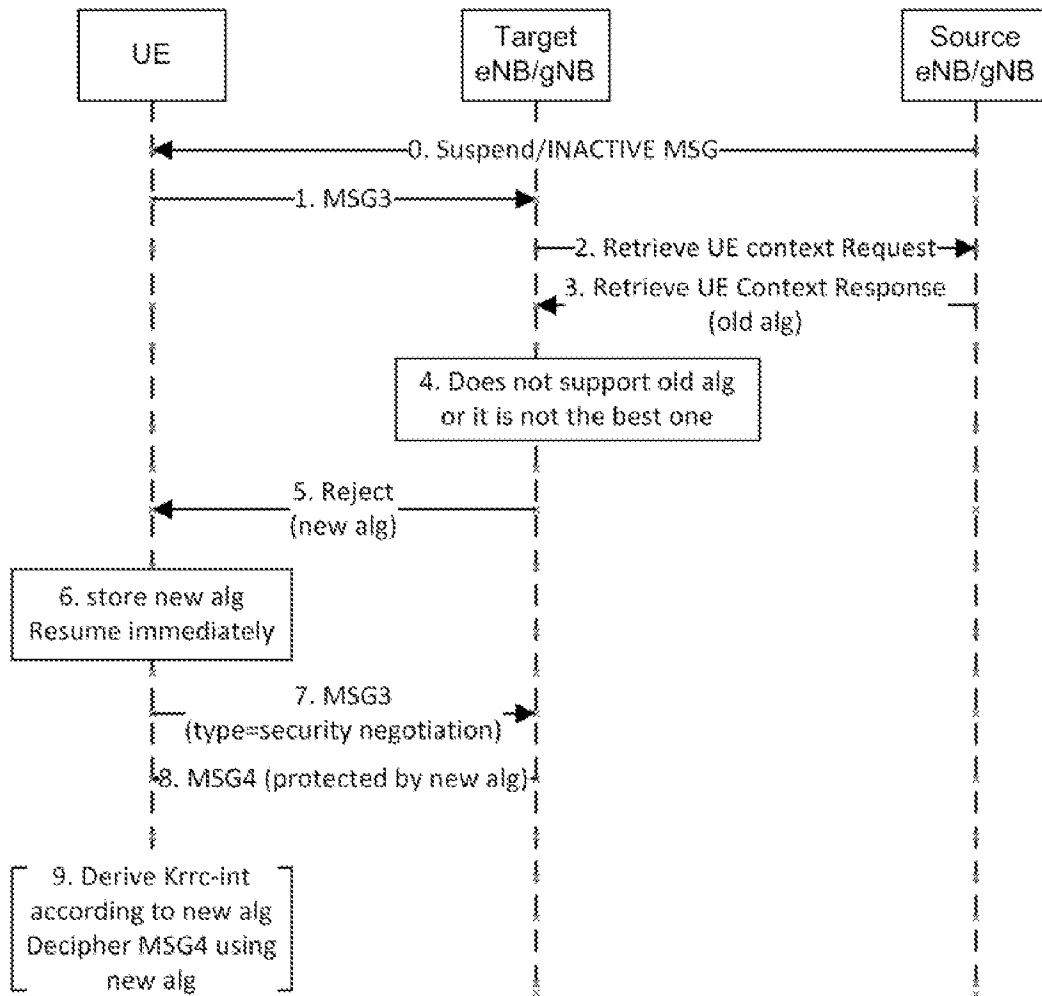 UE
Target
eNB/gNB
Source
eNB/gNB
0. Suspend/INACTIVE MSG
1. MSG3
2. Retrieve UE context Request
3. Retrieve UE Context Response
(old alg)
4. Does not support old alg
or it is not the best one
5. Reject
(new alg)
6. store new alg
Resume immediately
7. MSG3
(type=security negotiation)
8. MSG4 (protected by new alg)
9. Derive Krrc-int
according to new alg
Decipher MSG4 using
new alg